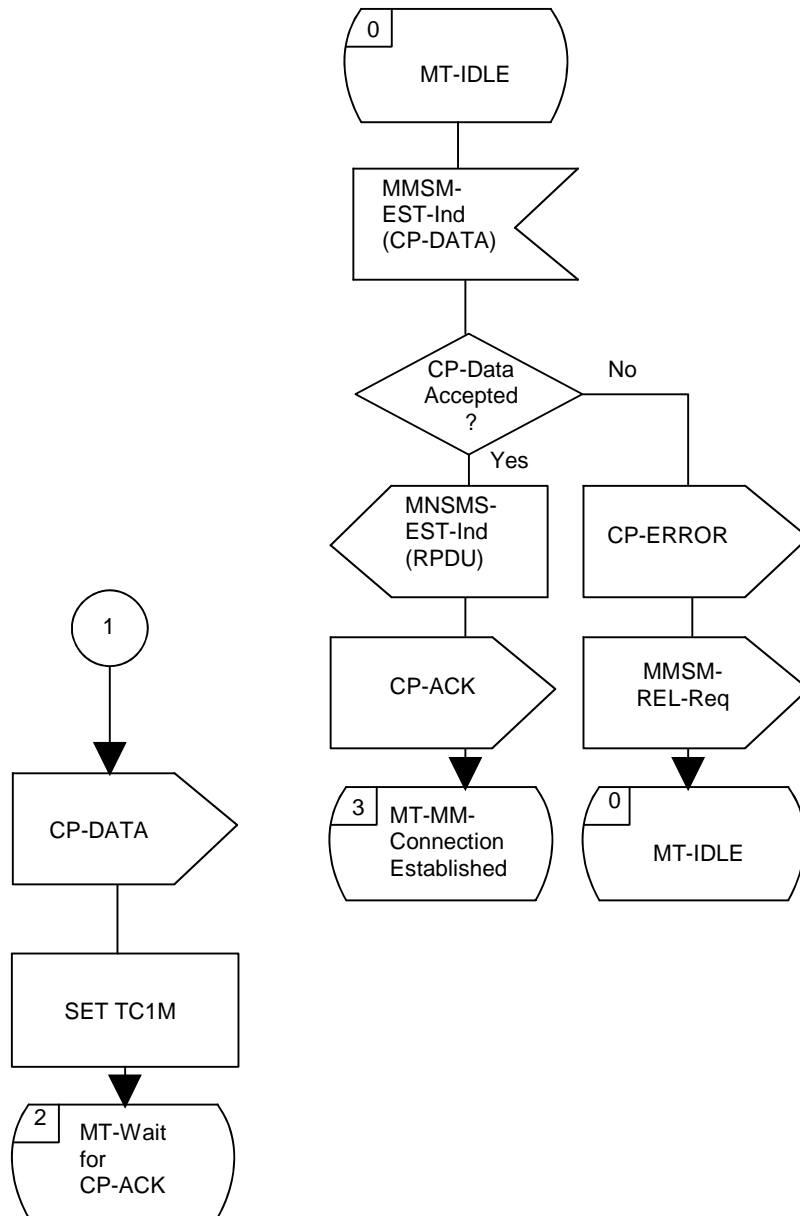 0
MT-IDLE
MMSM-
EST-Ind
(CP-DATA)
CP-Data
Accepted
?
No
Yes
MNSMS-
EST-Ind
(RPDU)
CP-ERROR
1
CP-ACK
MMSM-
REL-Req
CP-DATA
3
MT-MM-
Connection
Established
0
MT-IDLE
SET TC1M
2
MT-Wait
for
CP-ACK